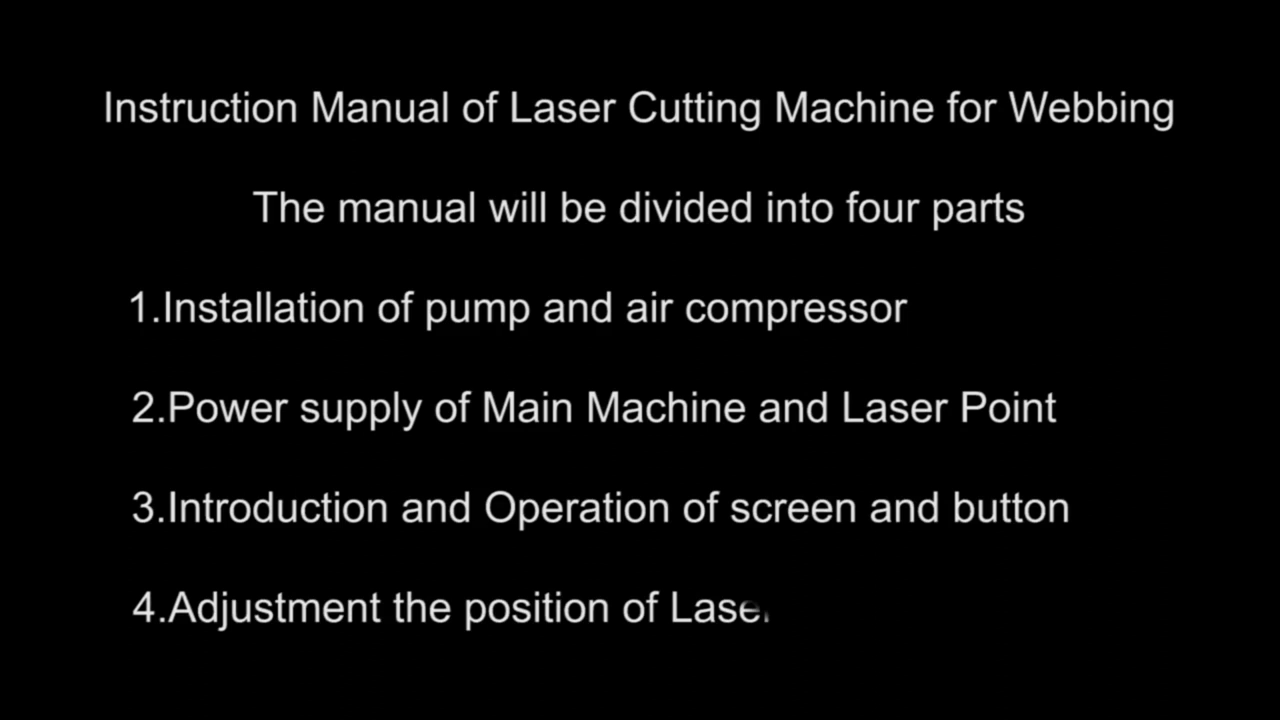 Instruction Manual of Laser Cutting Machine for Webbing
The manual will be divided into four parts
1.Installation of pump and air compressor
2.Power supply of Main Machine and Laser Point
3.Introduction and Operation of screen and button
4.Adjustment the position of Laser